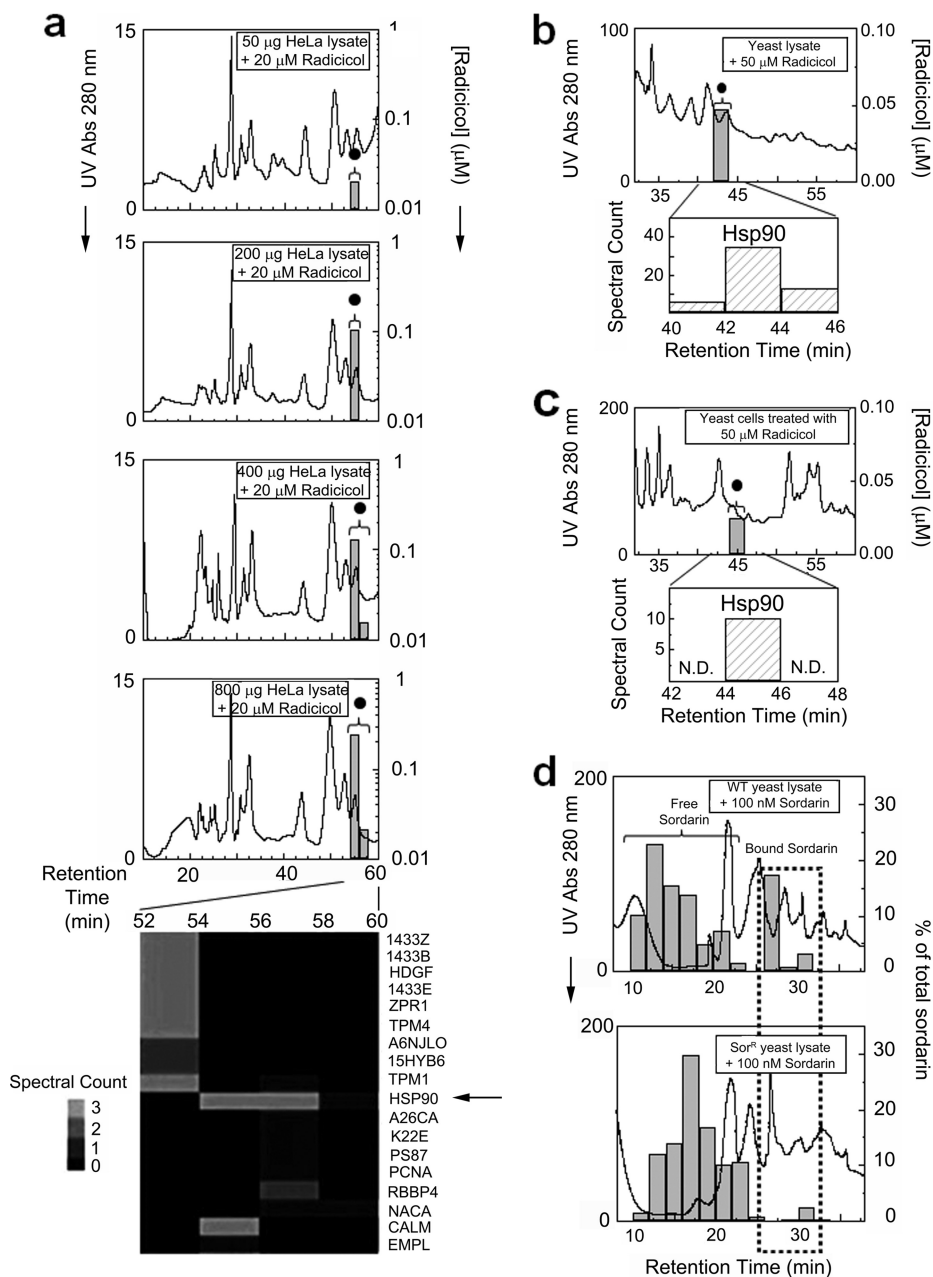 a
50 μg HeLa lysate
+ 20 μM Radicicol
UV Abs 280 nm
[Radicicol] (μM)
15
0
1
0.1
0.01
200 μg HeLa lysate
+ 20 μM Radicicol
15
0
1
0.1
0.01
400 μg HeLa lysate
+ 20 μM Radicicol
15
0
1
0.1
0.01
800 μg HeLa lysate
+ 20 μM Radicicol
15
0
1
0.1
0.01
Retention
Time
(min)
20
40
60
52
54
56
58
60
1433Z
1433B
HDGF
1433E
ZPR1
TPM4
A6NJLO
15HYB6
TPM1
HSP90
A26CA
K22E
PS87
PCNA
RBBP4
NACA
CALM
EMPL
Spectral Count
3
2
1
0
b
Yeast lysate
+ 50 μM Radicicol
UV Abs 280 nm
[Radicicol] (μM)
100
0
0.10
0.05
0.00
35
45
55
Hsp90
Spectral Count
40
20
40
42
44
46
Retention Time (min)
c
Yeast cells treated with
50 μM Radicicol
UV Abs 280 nm
[Radicicol] (μM)
200
0
0.10
0.05
0.00
35
45
55
Hsp90
Spectral Count
10
5
N.D.
N.D.
42
44
46
48
Retention Time (min)
d
WT yeast lysate
+ 100 nM Sordarin
Free
Sordarin
Bound Sordarin
UV Abs 280 nm
% of total sordarin
200
0
30
20
10
0
10
20
30
SorR yeast lysate
+ 100 nM Sordarin
200
0
30
20
10
0
10
20
30
Retention Time (min)